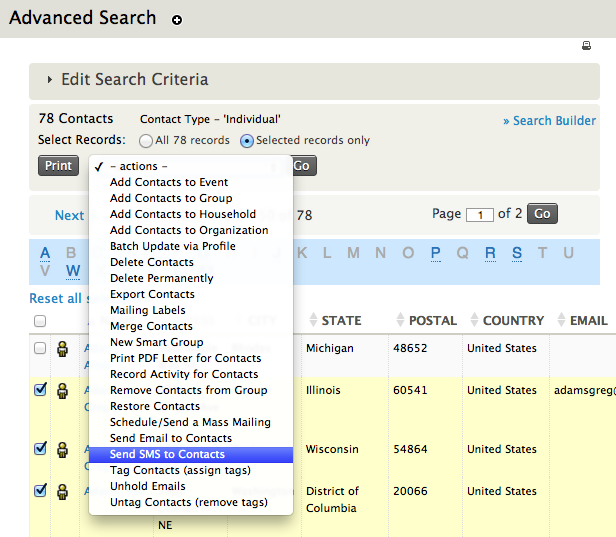 Advanced Search
Edit Search Criteria
78 Contacts Contact Type - 'Individual' » Search Builder
Select Records: All 78 records Selected records only
Print ✓ - actions - Go
Add Contacts to Event
Add Contacts to Group
Next Add Contacts to Household 78 Page 1 of 2 Go
Add Contacts to Organization
Batch Update via Profile
A B K L M N O P Q R S T U
Delete Contacts
V W Delete Permanently
Export Contacts
Reset all s
Mailing Labels
Merge Contacts STATE POSTAL COUNTRY EMAIL
New Smart Group
A Michigan 48652 United States
Print PDF Letter for Contacts
Record Activity for Contacts
A Remove Contacts from Group Illinois 60541 United States adamsgreg@
Restore Contacts
Schedule/Send a Mass Mailing
Send Email to Contacts
A Send SMS to Contacts Wisconsin 54864 United States
Tag Contacts (assign tags)
A Unhold Emails District of 20066 United States
Untag Contacts (remove tags) Columbia
NE